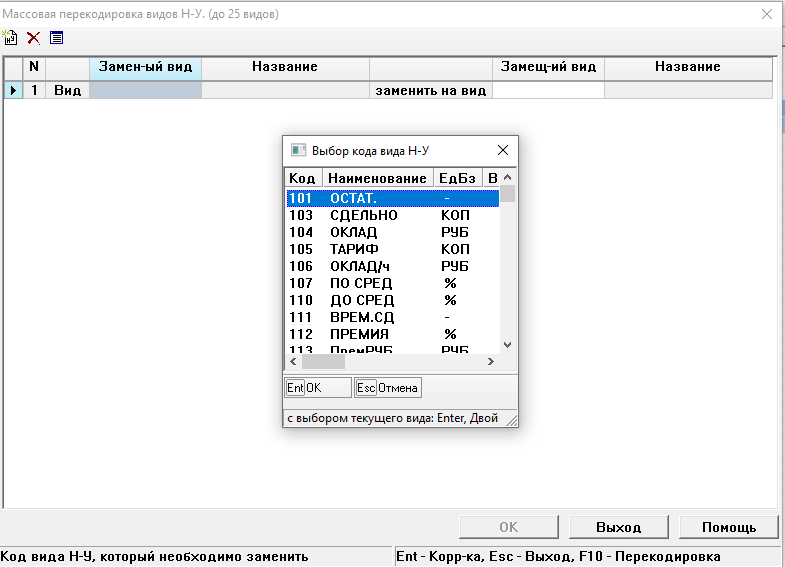 Массовая перекодировка видов Н-У. (до 25 видов)
N Замен-ый вид Название Замещ-ий вид Название
1 Вид заменить на вид
Выбор кода вида Н-У
Код Наименование ЕдБз В
101 ОСТАТ. -
103 СДЕЛЬНО КОП
104 ОКЛАД РУБ
105 ТАРИФ КОП
106 ОКЛАД/ч РУБ
107 ПО СРЕД %
110 ДО СРЕД %
111 ВРЕМ.СД -
112 ПРЕМИЯ %
113 ПремРУБ РУБ
Ent OK Esc Отмена
с выбором текущего вида: Enter, Двой
OK Выход Помощь
Код вида Н-У, который необходимо заменить Ent - Корр-ка, Esc - Выход, F10 - Перекодировка